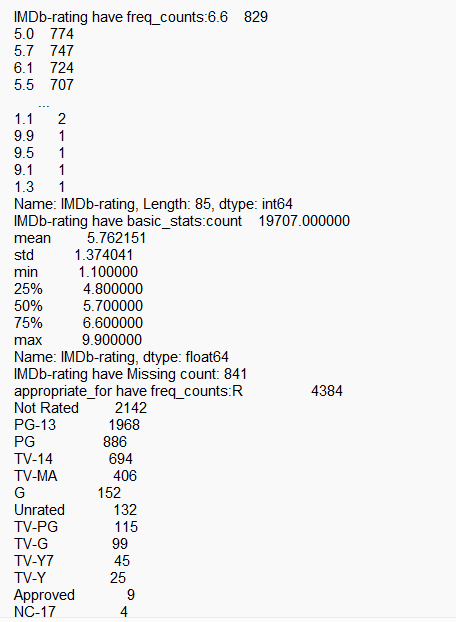 IMDb-rating have freq_counts:6.6 829
5.0 774
5.7 747
6.1 724
5.5 707
...
1.1 2
9.9 1
9.5 1
9.1 1
1.3 1
Name: IMDb-rating, Length: 85, dtype: int64
IMDb-rating have basic_stats:count 19707.000000
mean 5.762151
std 1.374041
min 1.100000
25% 4.800000
50% 5.700000
75% 6.600000
max 9.900000
Name: IMDb-rating, dtype: float64
IMDb-rating have Missing count: 841
appropriate_for have freq_counts:R 4384
Not Rated 2142
PG-13 1968
PG 886
TV-14 694
TV-MA 406
G 152
Unrated 132
TV-PG 115
TV-G 99
TV-Y7 45
TV-Y 25
Approved 9
NC-17 4